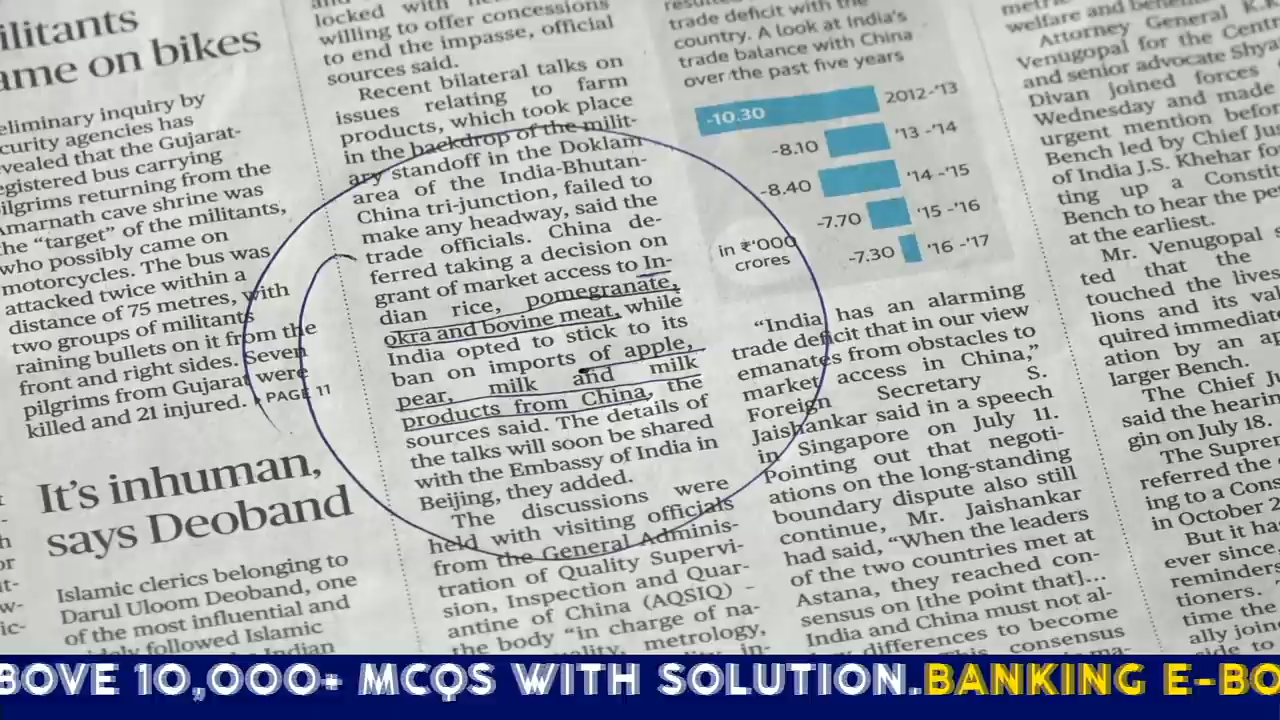 ilitants
ame on bikes
eliminary inquiry by
curity agencies has
vealed that the Gujarat-
egistered bus carrying
ilgrims returning from the
Amarnath cave shrine was
he “target” of the militants,
who possibly came on
motorcycles. The bus was
attacked twice within a
distance of 75 metres, with
two groups of militants
raining bullets on it from the
front and right sides. Seven
pilgrims from Gujarat were
killed and 21 injured. PAGE 11
It’s inhuman,
says Deoband
Islamic clerics belonging to
Darul Uloom Deoband, one
of the most influential and
followed Islamic
Indian
locked with
willing to offer concessions
to end the impasse, official
sources said.
Recent bilateral talks on
issues relating to farm
products, which took place
in the backdrop of the milit-
ary standoff in the Doklam
area of the India-Bhutan-
China tri-junction, failed to
make any headway, said the
trade officials. China de-
ferred taking a decision on
grant of market access to In-
dian rice, pomegranate,
okra and bovine meat, while
India opted to stick to its
ban on imports of apple,
pear, milk and milk
products from China, the
sources said. The details of
the talks will soon be shared
with the Embassy of India in
Beijing, they added.
The discussions were
held with visiting officials
from the General Adminis-
tration of Quality Supervi-
sion, Inspection and Quar-
antine of China (AQSIQ) –
the body “in charge of na-
metrology,
trade deficit with the
country. A look at India’s
trade balance with China
over the past five years
-10.30 2012-’13
-8.10 ’13 -’14
-8.40 ’14 -’15
-7.70 ’15 -’16
-7.30 ’16 -’17
in ₹’000
crores
“India has an alarming
trade deficit that in our view
emanates from obstacles to
market access in China,”
Foreign Secretary S.
Jaishankar said in a speech
in Singapore on July 11.
Pointing out that negoti-
ations on the long-standing
boundary dispute also still
continue, Mr. Jaishankar
had said, “When the leaders
of the two countries met at
Astana, they reached con-
sensus on [the point that]...
India and China must not al-
differences to become
This consensus
welfare and
Attorney General K.K
Venugopal for the Centr
and senior advocate Shya
Divan joined forces
Wednesday and made
urgent mention befor
Bench led by Chief Jus
of India J.S. Khehar fo
ting up a Constit
Bench to hear the pe
at the earliest.
Mr. Venugopal s
ted that the
touched the lives
lions and its val
quired immediat
ation by an ap
larger Bench.
The Chief Ju
said the hearin
gin on July 18.
The Suprem
referred the
ing to a Cons
in October 2
But it ha
ever since,
reminders
tioners.
time the
ally join
BOVE 10,000+ MCQS WITH SOLUTION.BANKING E-BO